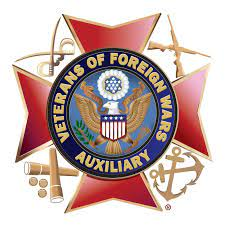 VETERANS OF FOREIGN WARS
AUXILIARY
®